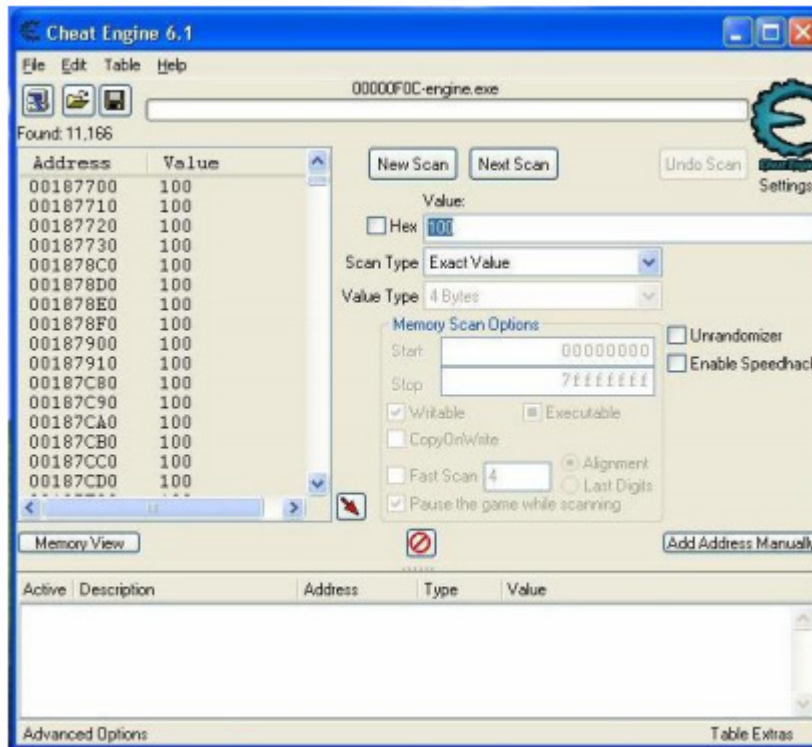 Cheat Engine 6.1
File Edit Table Help
00000F0C-engine.exe
Found: 11,166
Address Value
00187700 100
00187710 100
00187720 100
00187730 100
001878C0 100
001878D0 100
001878E0 100
001878F0 100
00187900 100
00187910 100
00187C80 100
00187C90 100
00187CA0 100
00187CB0 100
00187CC0 100
00187CD0 100
New Scan Next Scan Undo Scan
Cheat Engine
Settings
Value:
Hex 100
Scan Type Exact Value
Value Type 4 Bytes
Memory Scan Options
Start 00000000
Stop 7fffffff
Writable Executable
CopyOnWrite
Fast Scan 4 Alignment
Last Digits
Pause the game while scanning
Unrandomizer
Enable Speedhack
Memory View Add Address Manually
Active Description Address Type Value
Advanced Options Table Extras